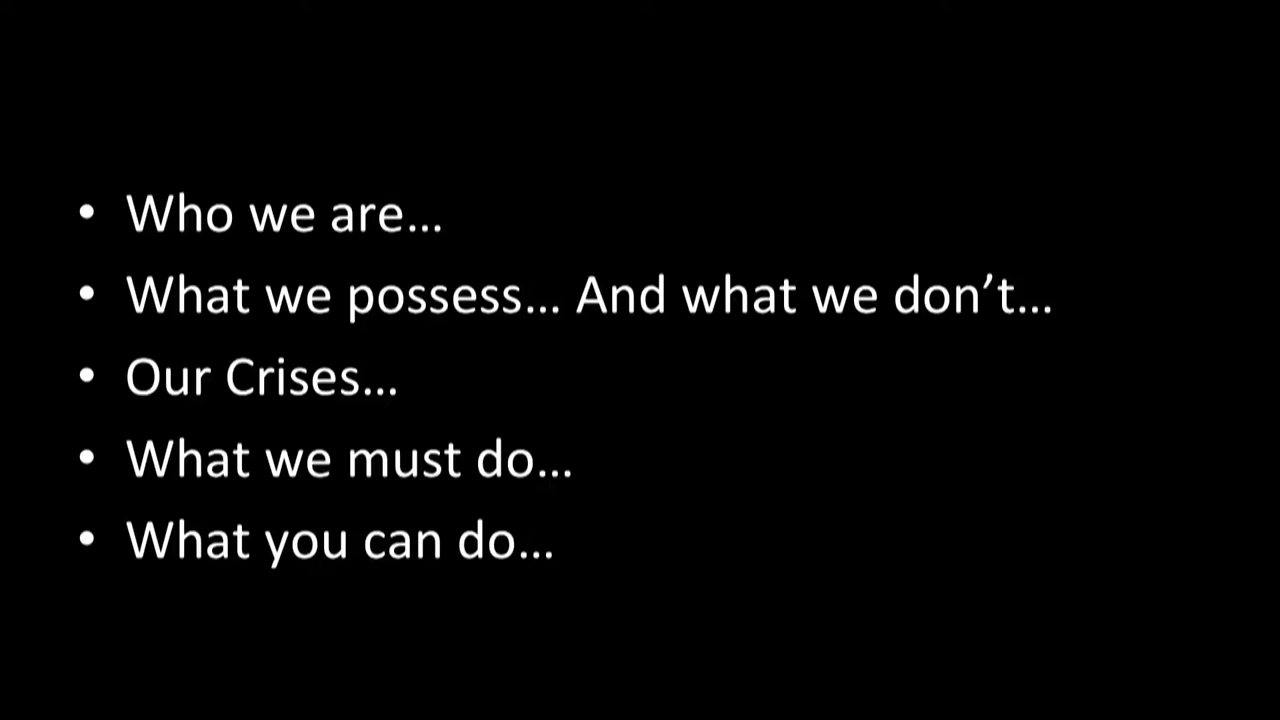 • Who we are…
• What we possess… And what we don’t…
• Our Crises…
• What we must do…
• What you can do…